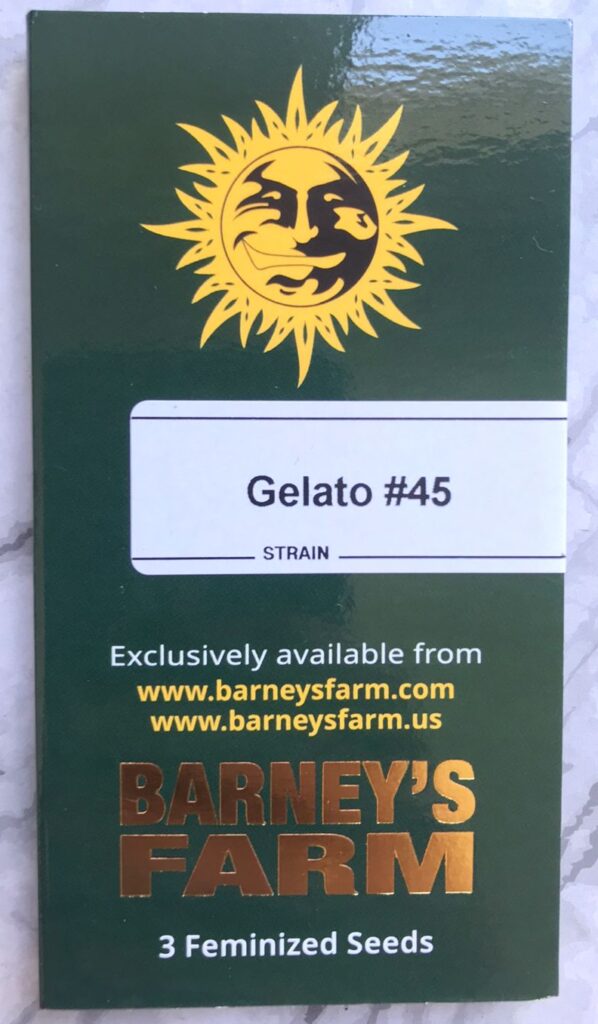 Gelato #45
STRAIN
Exclusively available from
www.barneysfarm.com
www.barneysfarm.us
BARNEY'S
FARM
3 Feminized Seeds